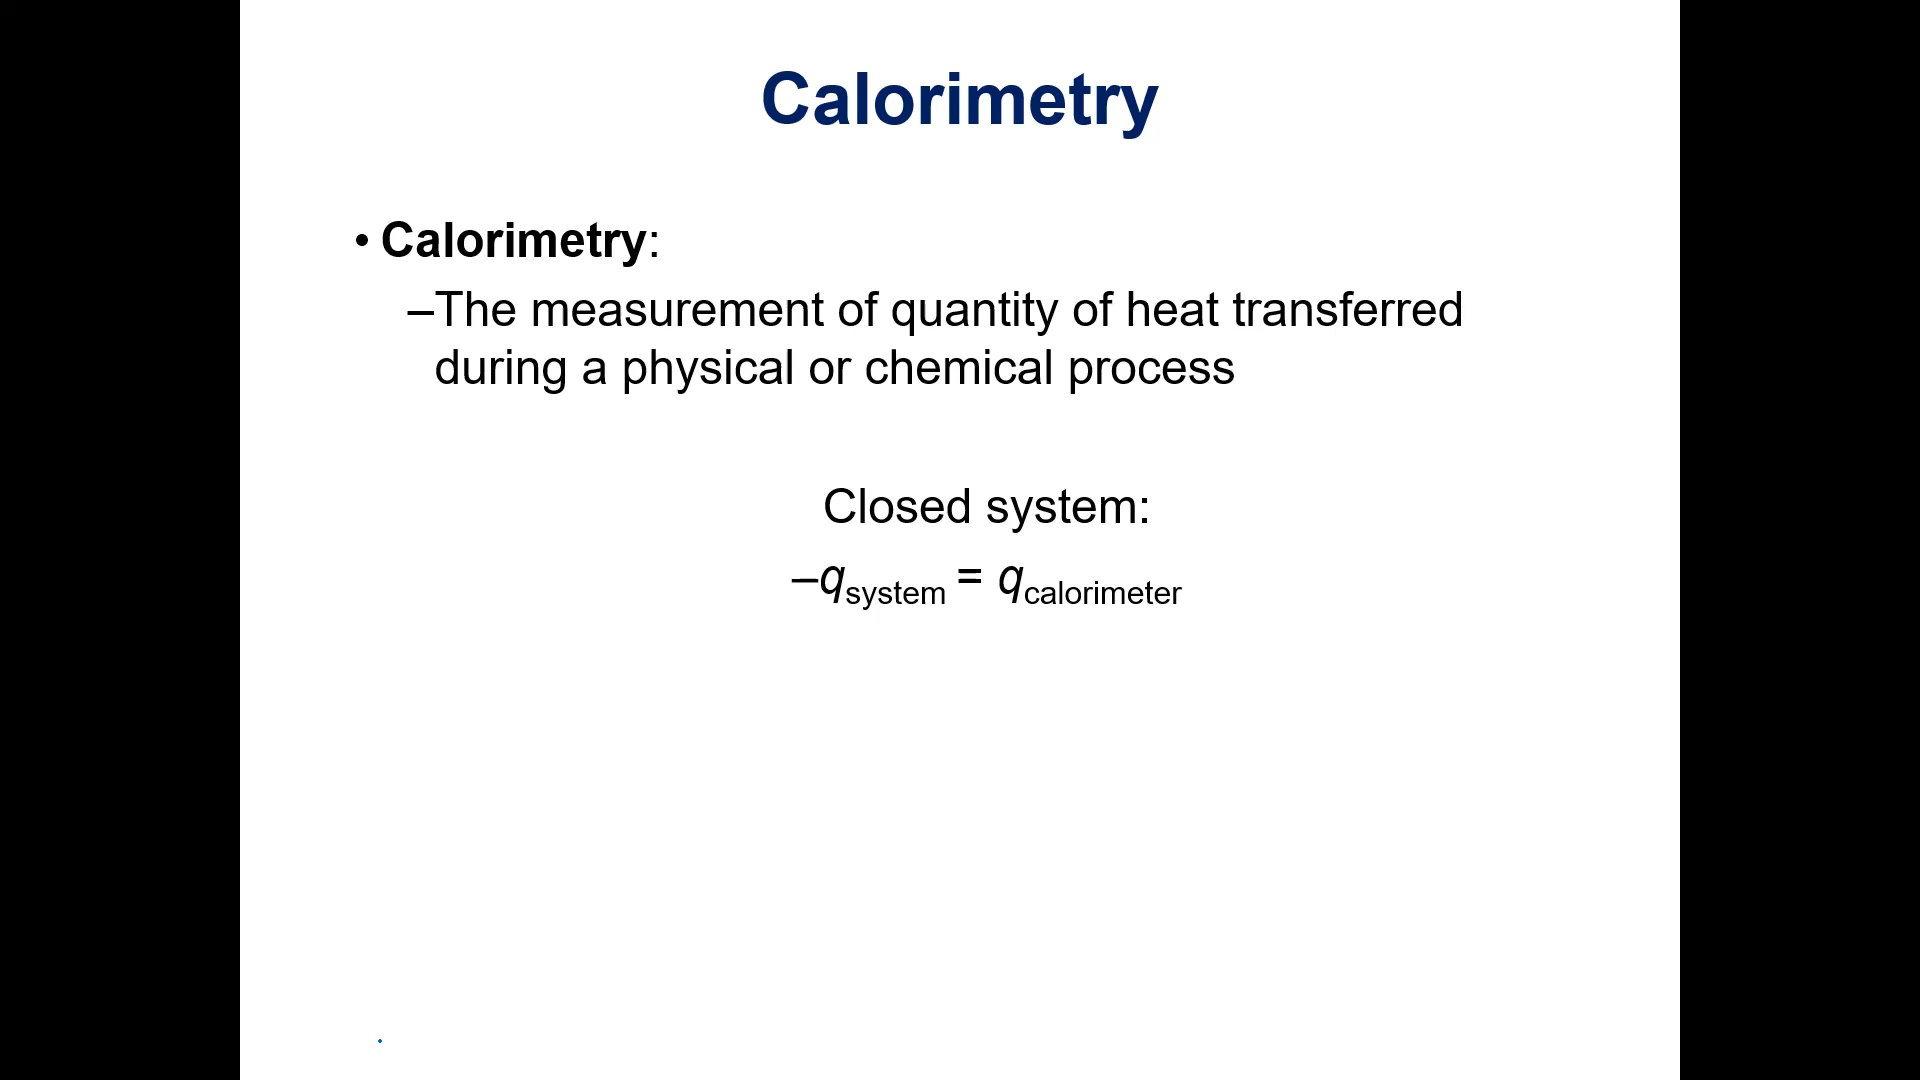 Calorimetry
• Calorimetry:
–The measurement of quantity of heat transferred
during a physical or chemical process
Closed system:
–qsystem = qcalorimeter